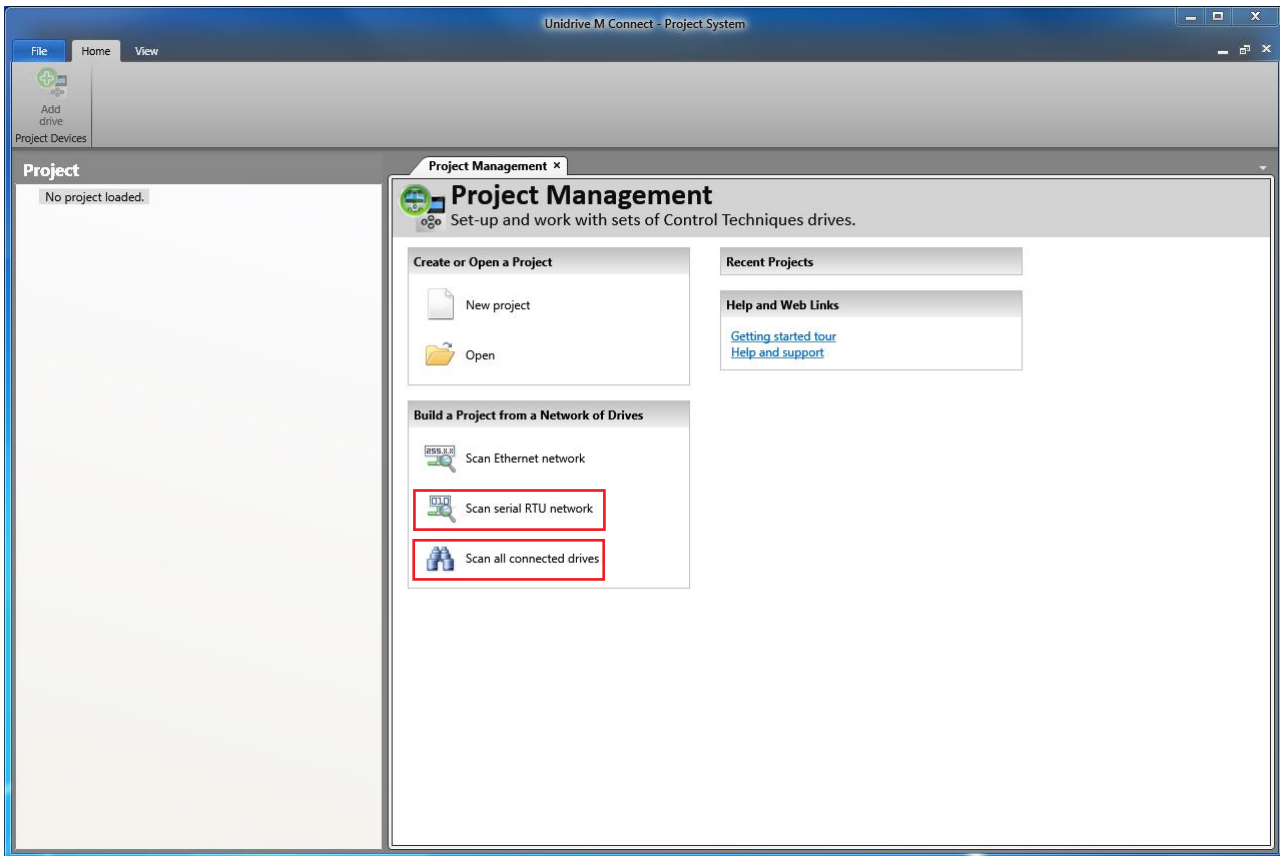 Unidrive M Connect - Project System
File Home View
Add
drive
Project Devices
Project
No project loaded.
Project Management ×
Project Management
Set-up and work with sets of Control Techniques drives.
Create or Open a Project
New project
Open
Recent Projects
Help and Web Links
Getting started tour
Help and support
Build a Project from a Network of Drives
255.X.X
Scan Ethernet network
010
Scan serial RTU network
Scan all connected drives